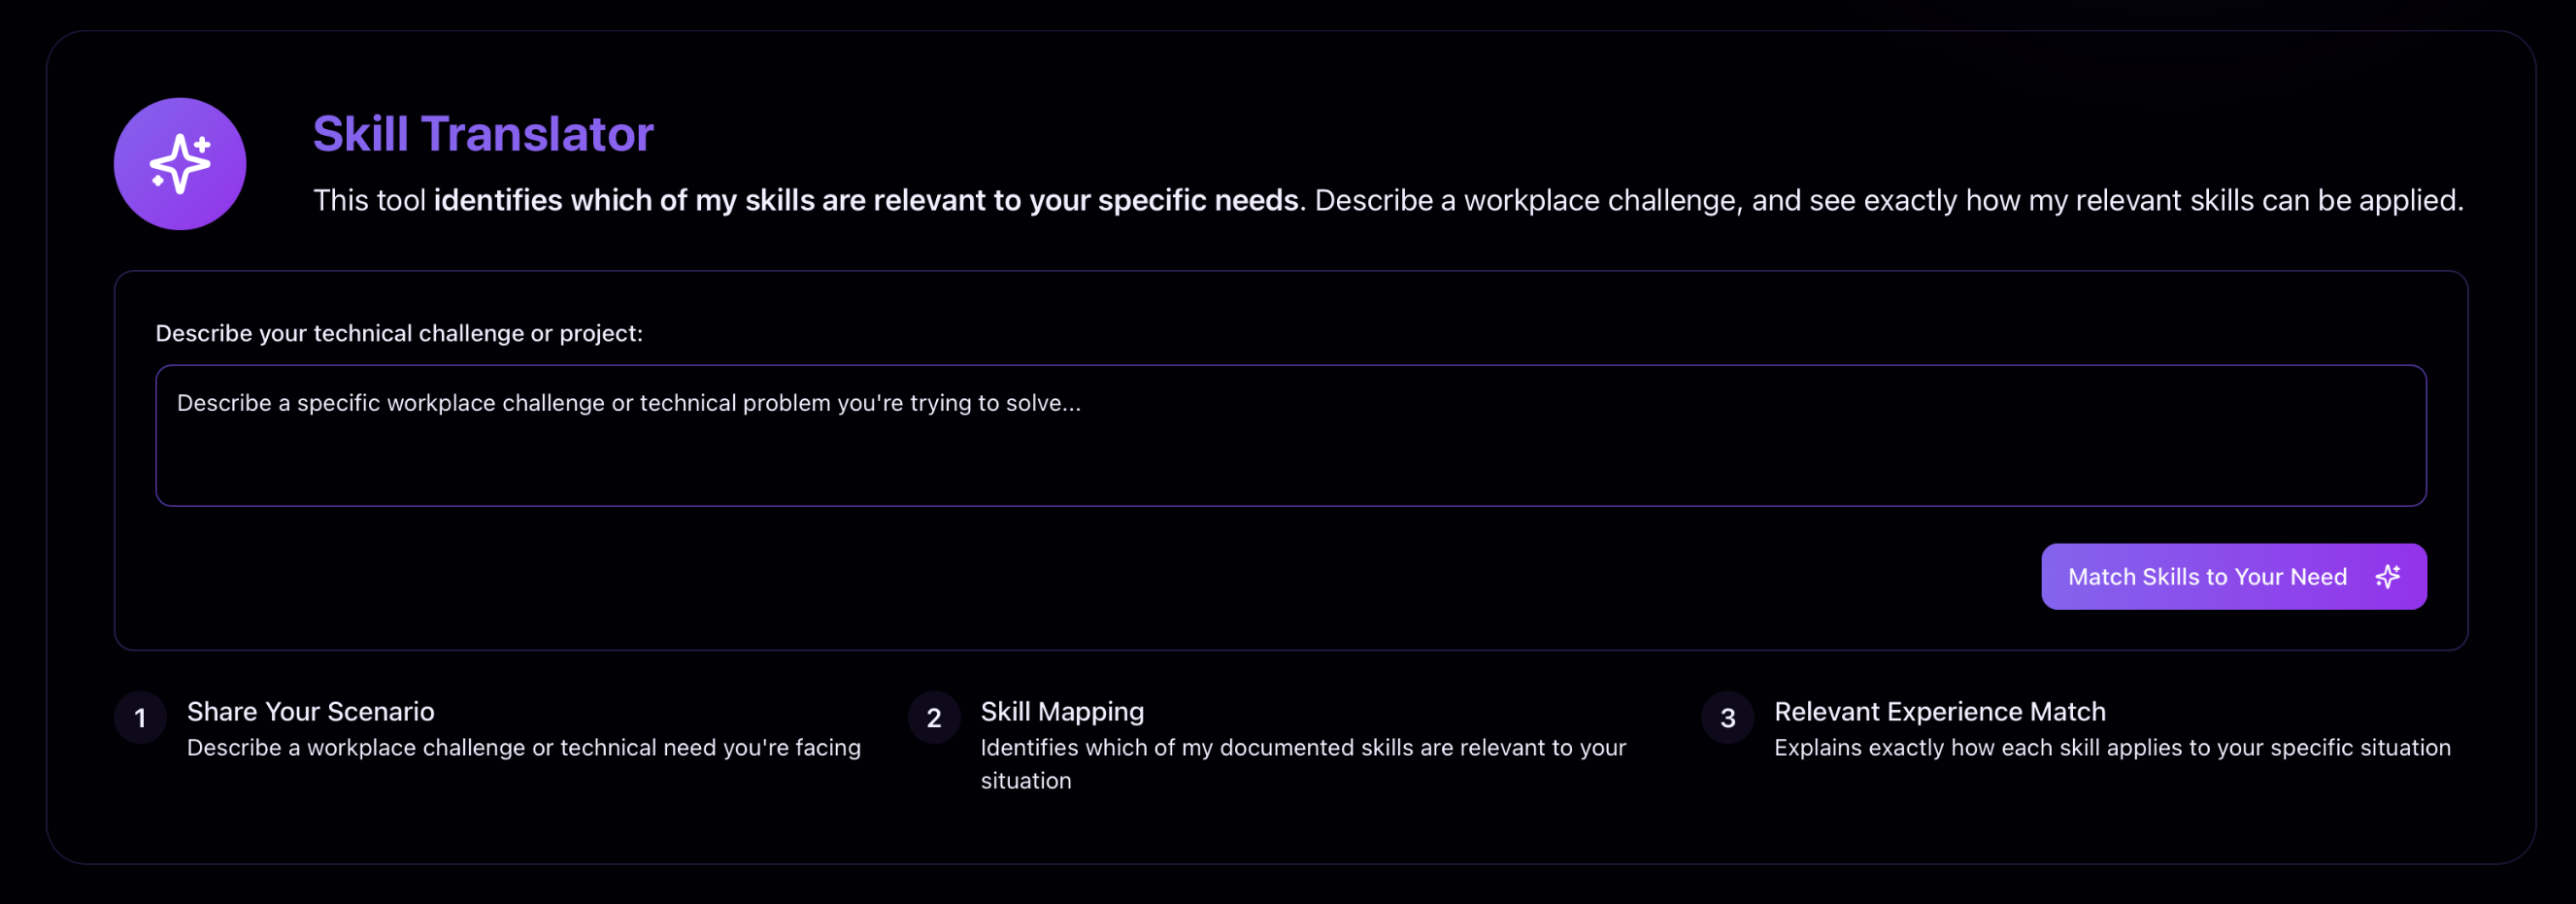 Skill Translator
This tool identifies which of my skills are relevant to your specific needs. Describe a workplace challenge, and see exactly how my relevant skills can be applied.
Describe your technical challenge or project:
Describe a specific workplace challenge or technical problem you're trying to solve...
Match Skills to Your Need
1
Share Your Scenario
Describe a workplace challenge or technical need you're facing
2
Skill Mapping
Identifies which of my documented skills are relevant to your
situation
3
Relevant Experience Match
Explains exactly how each skill applies to your specific situation